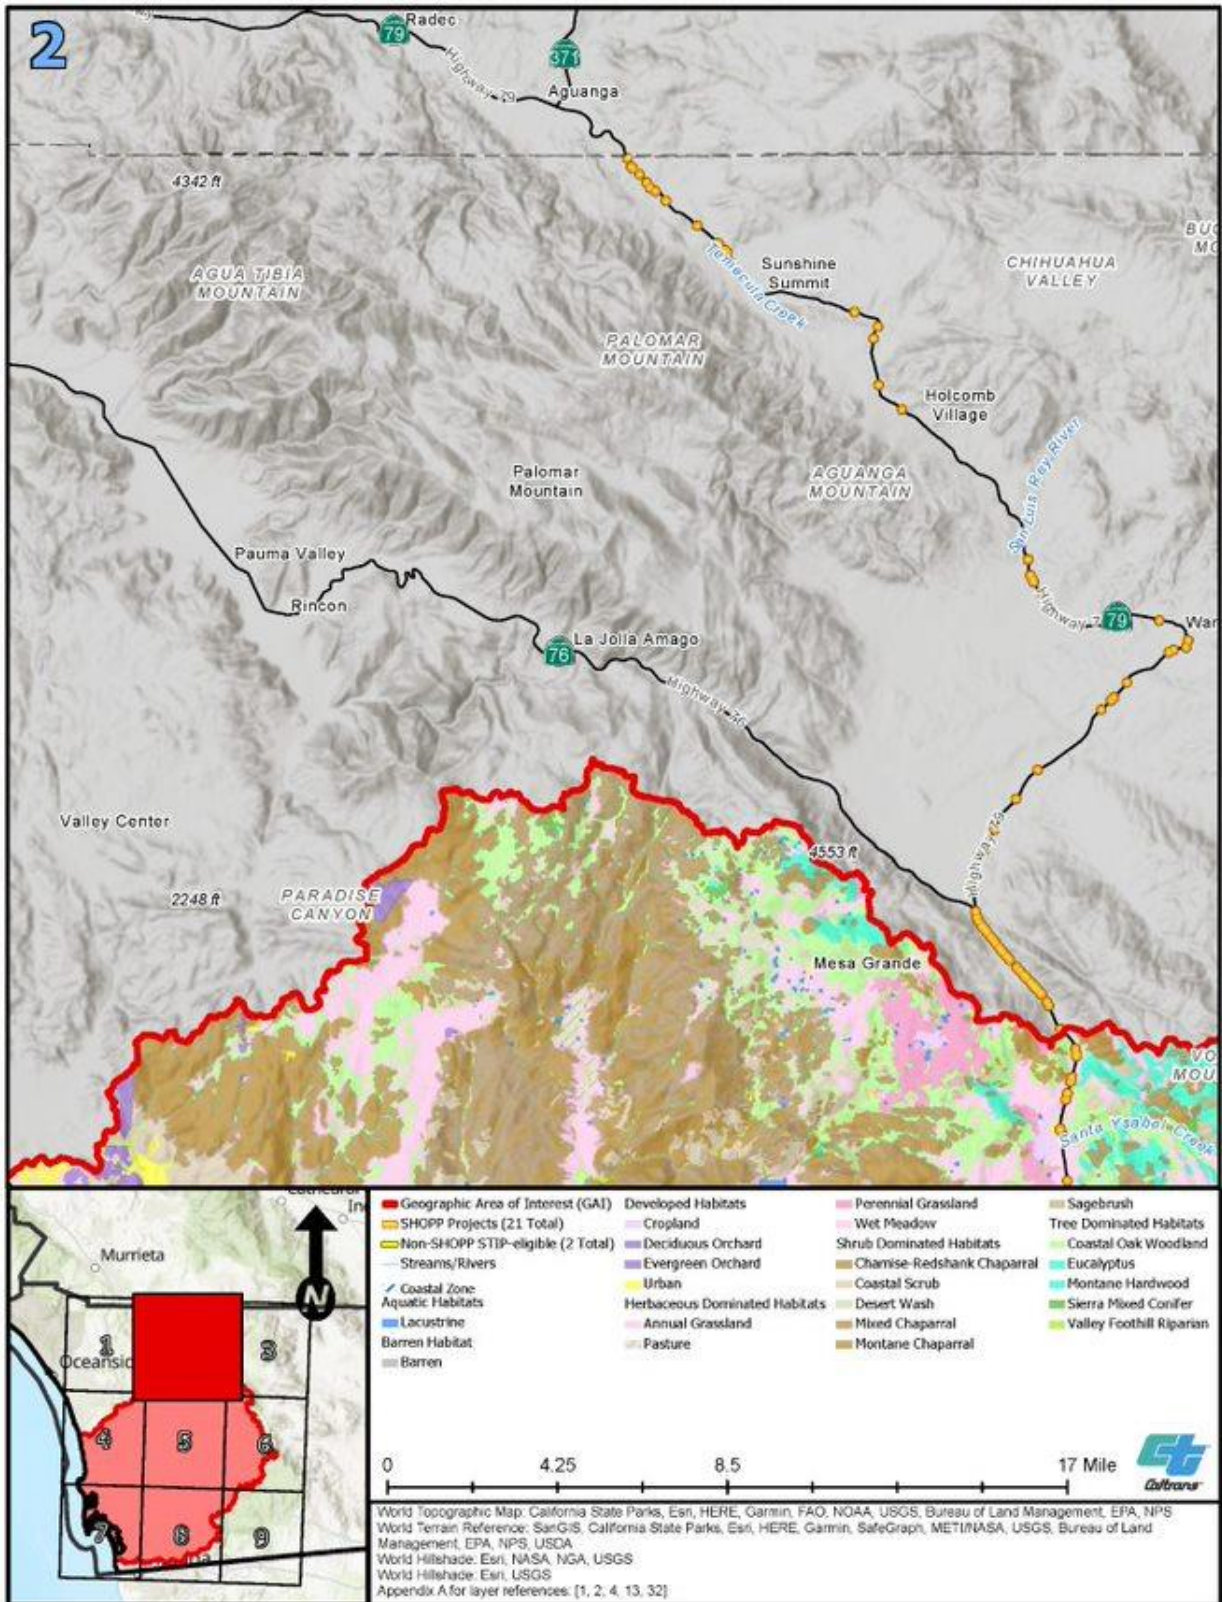 2
79
Radec
371
Highway 79
Aguanga
4342 ft
AGUA TIBIA
MOUNTAIN
Temecula Creek
Sunshine
Summit
CHIHUAHUA
VALLEY
PALOMAR
MOUNTAIN
Holcomb
Village
Palomar
Mountain
AGUANGA
MOUNTAIN
San Luis Rey River
Pauma Valley
Rincon
Highway 7
79
War
76
La Jolla Amago
Highway 76
Valley Center
4553 ft
Highway 79
2248 ft
PARADISE
CANYON
Mesa Grande
VO
MOU
Santa Ysabel Creek
Murrieta
Oceansid
1
3
4
5
6
7
8
9
N
Geographic Area of Interest (GAI)
SHOPP Projects (21 Total)
Non-SHOPP STIP-eligible (2 Total)
Streams/Rivers
Coastal Zone
Aquatic Habitats
Lacustrine
Barren Habitat
Barren
Developed Habitats
Cropland
Deciduous Orchard
Evergreen Orchard
Urban
Herbaceous Dominated Habitats
Annual Grassland
Pasture
Perennial Grassland
Wet Meadow
Shrub Dominated Habitats
Chamise-Redshank Chaparral
Coastal Scrub
Desert Wash
Mixed Chaparral
Montane Chaparral
Sagebrush
Tree Dominated Habitats
Coastal Oak Woodland
Eucalyptus
Montane Hardwood
Sierra Mixed Conifer
Valley Foothill Riparian
0 4.25 8.5 17 Mile
ct
Caltrans
World Topographic Map: California State Parks, Esri, HERE, Garmin, FAO, NOAA, USGS, Bureau of Land Management, EPA, NPS
World Terrain Reference: SanGIS, California State Parks, Esri, HERE, Garmin, SafeGraph, METI/NASA, USGS, Bureau of Land
Management, EPA, NPS, USDA
World Hillshade: Esri, NASA, NGA, USGS
World Hillshade: Esri, USGS
Appendix A for layer references: [1, 2, 4, 13, 32]